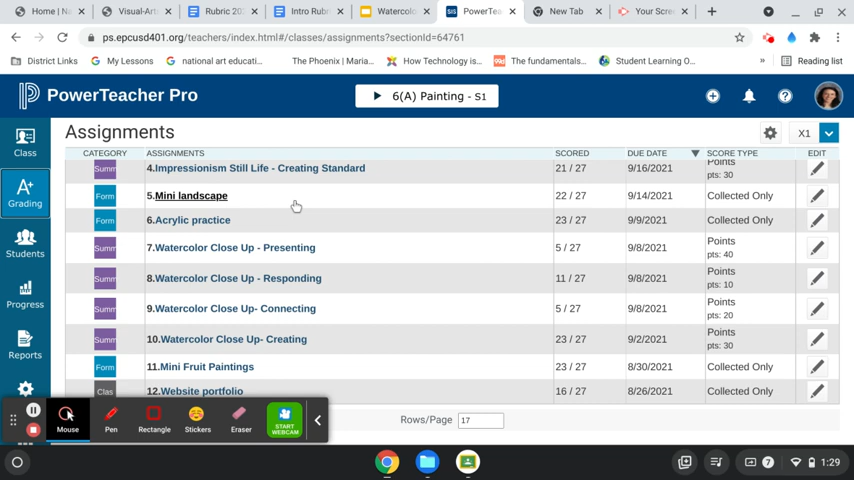 Home | Na
Visual-Art
Rubric 202
Intro Rubri
Watercolor
SIS PowerTea
New Tab
Your Scre
ps.epcusd401.org/teachers/index.html#/classes/assignments?sectionId=64761
District Links
My Lessons
national art educati...
The Phoenix | Maria...
How Technology is...
The fundamentals...
Student Learning O...
»
Reading list
PowerTeacher Pro
6(A) Painting - S1
Class
A+
Grading
Students
Progress
Reports
Assignments
X1
CATEGORY ASSIGNMENTS SCORED DUE DATE SCORE TYPE EDIT
Summ 4.Impressionism Still Life - Creating Standard 21 / 27 9/16/2021 Points
pts: 30
Form 5.Mini landscape 22 / 27 9/14/2021 Collected Only
Form 6.Acrylic practice 23 / 27 9/9/2021 Collected Only
Summ 7.Watercolor Close Up - Presenting 5 / 27 9/8/2021 Points
pts: 40
Summ 8.Watercolor Close Up - Responding 11 / 27 9/8/2021 Points
pts: 10
Summ 9.Watercolor Close Up- Connecting 5 / 27 9/8/2021 Points
pts: 20
Summ 10.Watercolor Close Up- Creating 23 / 27 9/2/2021 Points
pts: 30
Form 11.Mini Fruit Paintings 23 / 27 8/30/2021 Collected Only
Clas 12.Website portfolio 16 / 27 8/26/2021 Collected Only
Rows/Page 17
Mouse
Pen
Rectangle
Stickers
Eraser
START
WEBCAM
7
1:29